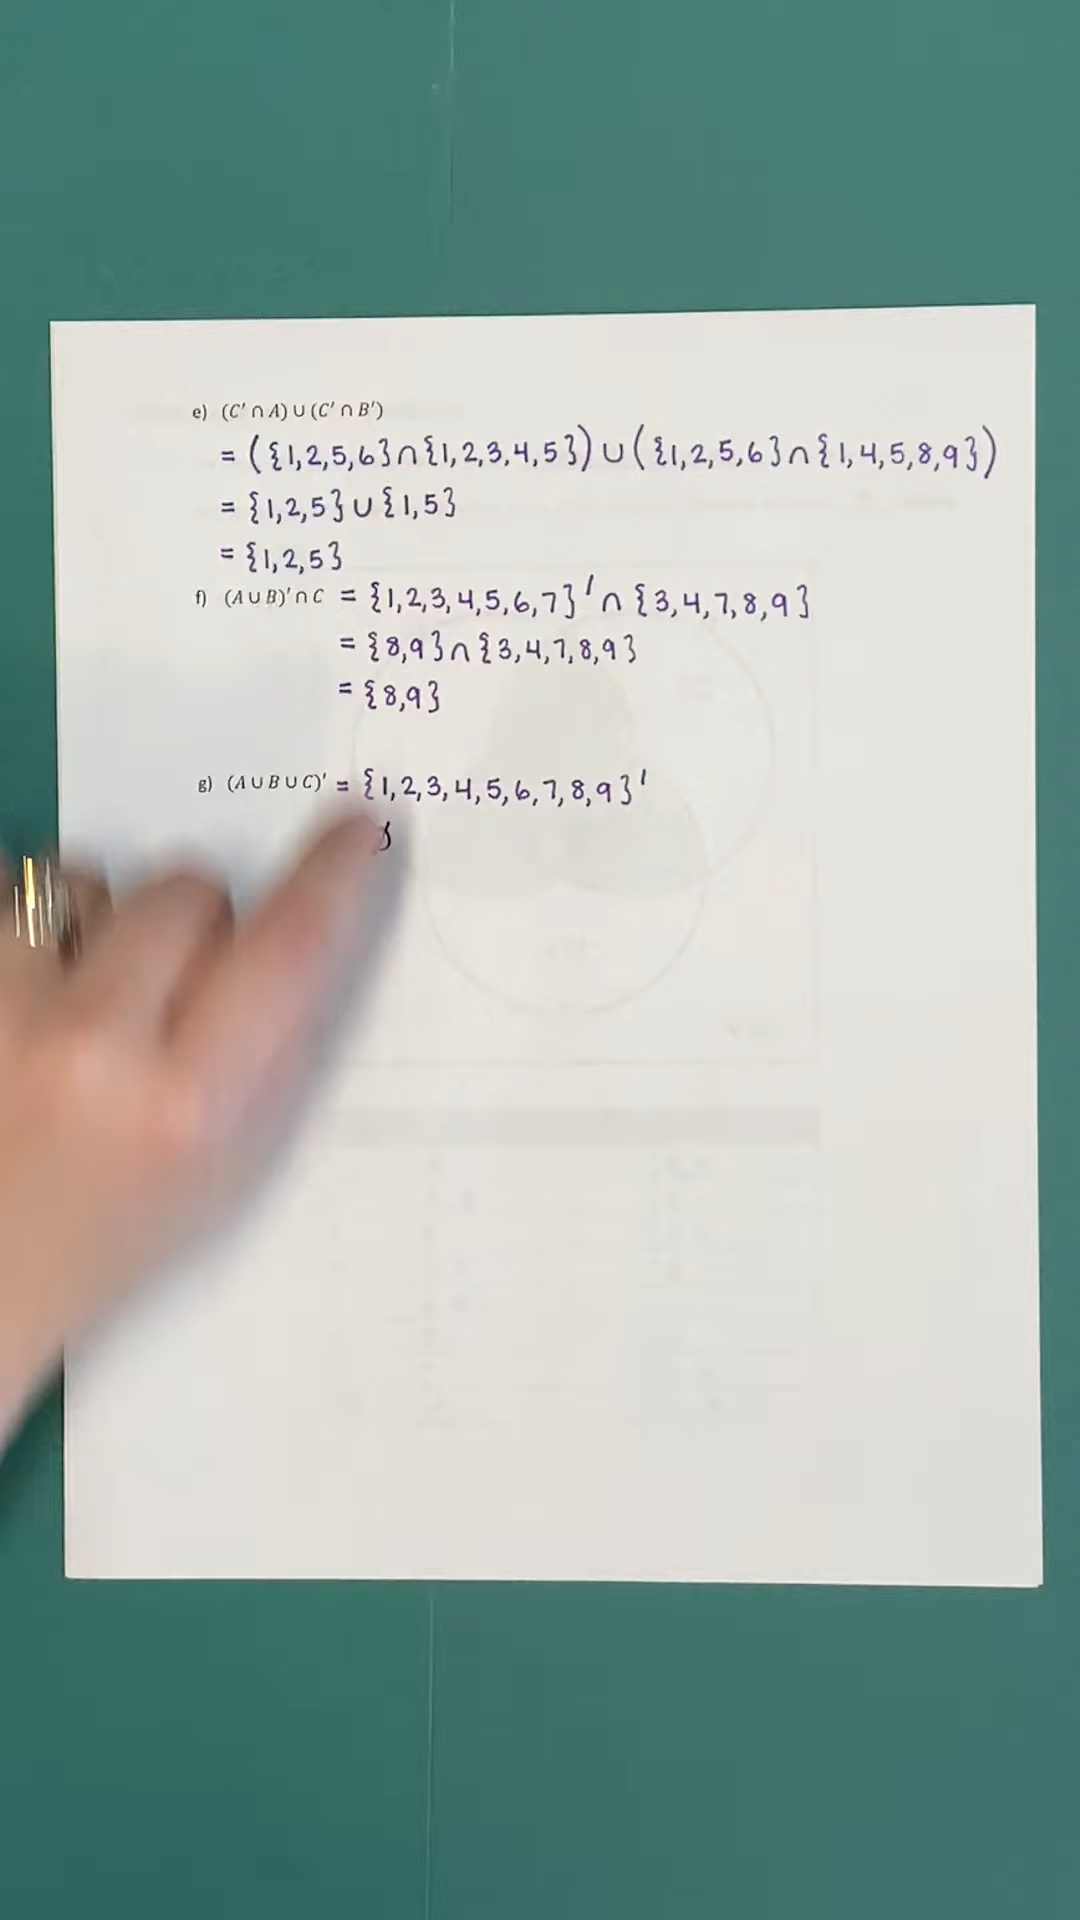 e) (C′ ∩ A) ∪ (C′ ∩ B′)
= ({1,2,5,6}∩{1,2,3,4,5}) ∪ ({1,2,5,6}∩{1,4,5,8,9})
= {1,2,5} ∪ {1,5}
= {1,2,5}
f) (A ∪ B)′ ∩ C = {1,2,3,4,5,6,7}′ ∩ {3,4,7,8,9}
= {8,9} ∩ {3,4,7,8,9}
= {8,9}
g) (A ∪ B ∪ C)′ = {1,2,3,4,5,6,7,8,9}′